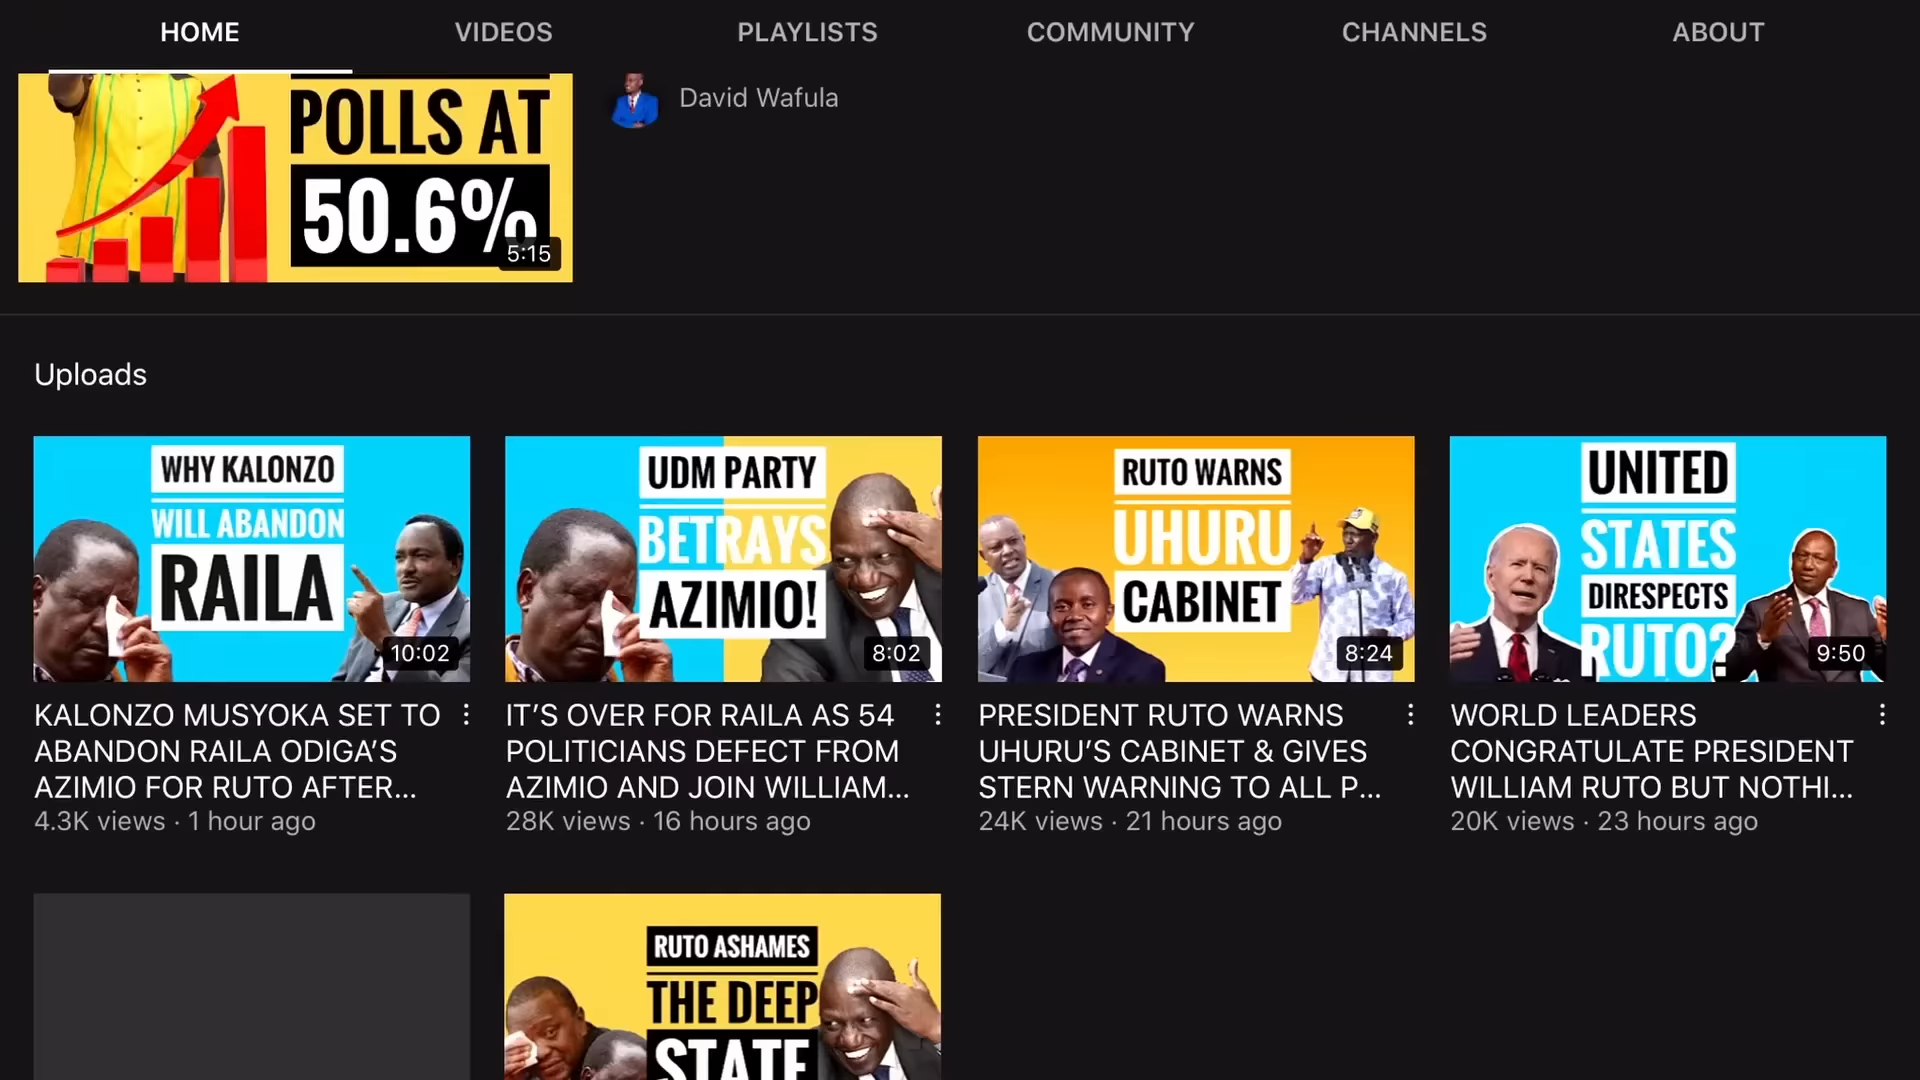 HOME
VIDEOS
PLAYLISTS
COMMUNITY
CHANNELS
ABOUT
POLLS AT
50.6%
5:15
David Wafula
Uploads
WHY KALONZO
WILL ABANDON
RAILA
10:02
UDM PARTY
BETRAYS
AZIMIO!
8:02
RUTO WARNS
UHURU
CABINET
8:24
UNITED
STATES
DIRESPECTS
RUTO?
9:50
KALONZO MUSYOKA SET TO
ABANDON RAILA ODIGA’S
AZIMIO FOR RUTO AFTER...
4.3K views · 1 hour ago
IT’S OVER FOR RAILA AS 54
POLITICIANS DEFECT FROM
AZIMIO AND JOIN WILLIAM...
28K views · 16 hours ago
PRESIDENT RUTO WARNS
UHURU’S CABINET & GIVES
STERN WARNING TO ALL P...
24K views · 21 hours ago
WORLD LEADERS
CONGRATULATE PRESIDENT
WILLIAM RUTO BUT NOTHI...
20K views · 23 hours ago
RUTO ASHAMES
THE DEEP
STATE